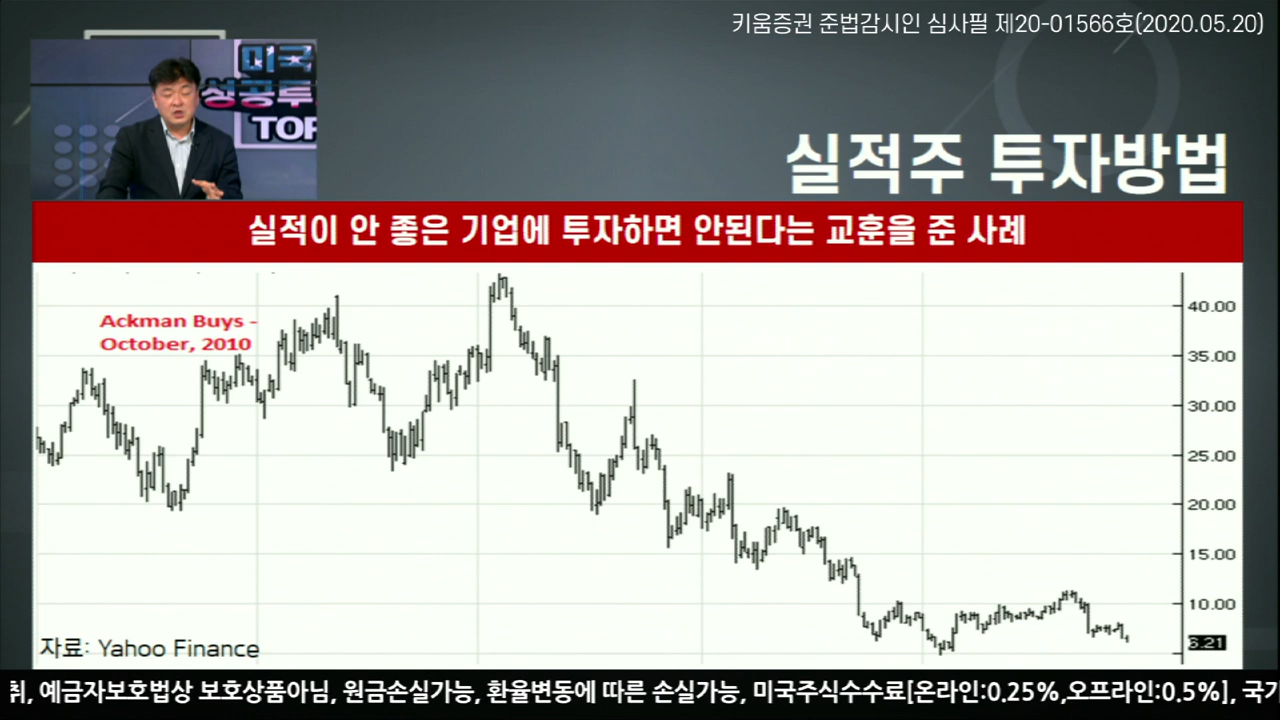 키움증권 준법감시인 심사필 제20-01566호(2020.05.20)
미국
성공투
TOP
실적주 투자방법
실적이 안 좋은 기업에 투자하면 안된다는 교훈을 준 사례
Ackman Buys -
October, 2010
40.00
35.00
30.00
25.00
20.00
15.00
10.00
6.21
자료: Yahoo Finance
취, 예금자보호법상 보호상품아님, 원금손실가능, 환율변동에 따른 손실가능, 미국주식수수료[온라인:0.25%,오프라인:0.5%], 국가